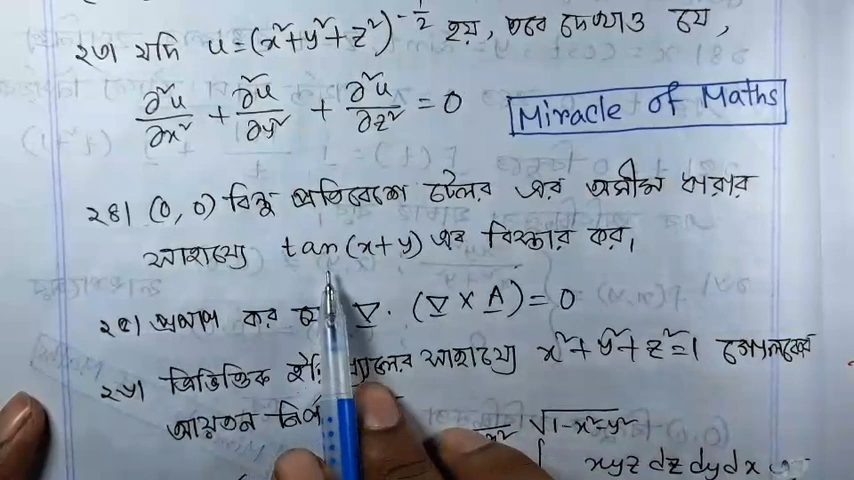 ২৩। যদি u = (x²+y²+z²)^{-1/2} হয়, তবে দেখাও যে,
∂²u/∂x² + ∂²u/∂y² + ∂²u/∂z² = 0
Miracle of Maths
২৪। (0, 0) বিন্দু প্রতিবেশে টেলর এর অসীম ধারার
সাহায্যে tan(x+y) এর বিস্তার কর।
২৫। প্রমাণ কর ∇. (∇ × A) = 0
২৬। ত্রিভিত্তিক সাহায্যে x²+y²+z²=1 গোলকের
আয়তন
√1-x²-y²
xyz dz dy dx